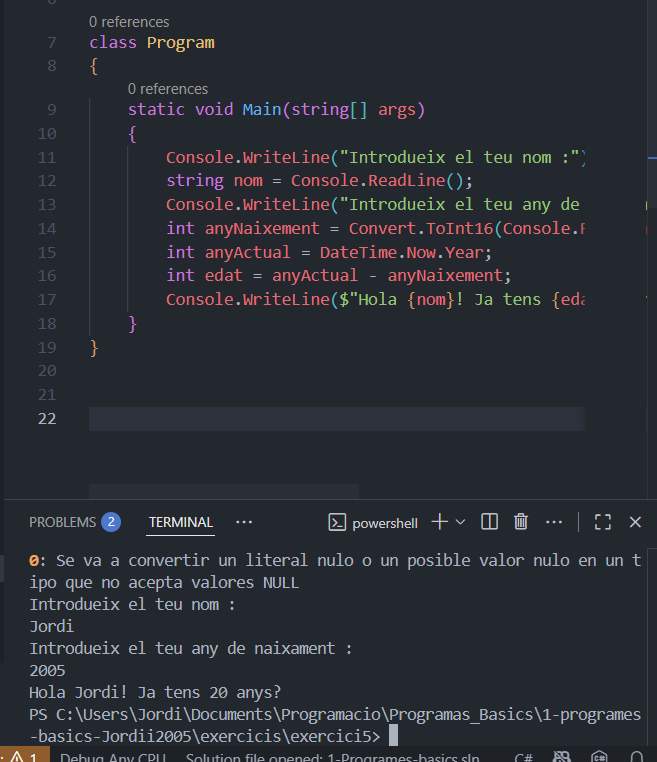 0 references
7 class Program
8 {
0 references
9 static void Main(string[] args)
10 {
11 Console.WriteLine("Introdueix el teu nom :")
12 string nom = Console.ReadLine();
13 Console.WriteLine("Introdueix el teu any de
14 int anyNaixement = Convert.ToInt16(Console.R
15 int anyActual = DateTime.Now.Year;
16 int edat = anyActual - anyNaixement;
17 Console.WriteLine($"Hola {nom}! Ja tens {eda
18 }
19 }
20
21
22
PROBLEMS 2 TERMINAL ··· powershell
0: Se va a convertir un literal nulo o un posible valor nulo en un t
ipo que no acepta valores NULL
Introdueix el teu nom :
Jordi
Introdueix el teu any de naixament :
2005
Hola Jordi! Ja tens 20 anys?
PS C:\Users\Jordi\Documents\Programacio\Programas_Basics\1-programes
-basics-Jordii2005\exercicis\exercici5>
1 Debug Any CPU Solution file opened: 1-Programes-basics.sln C#